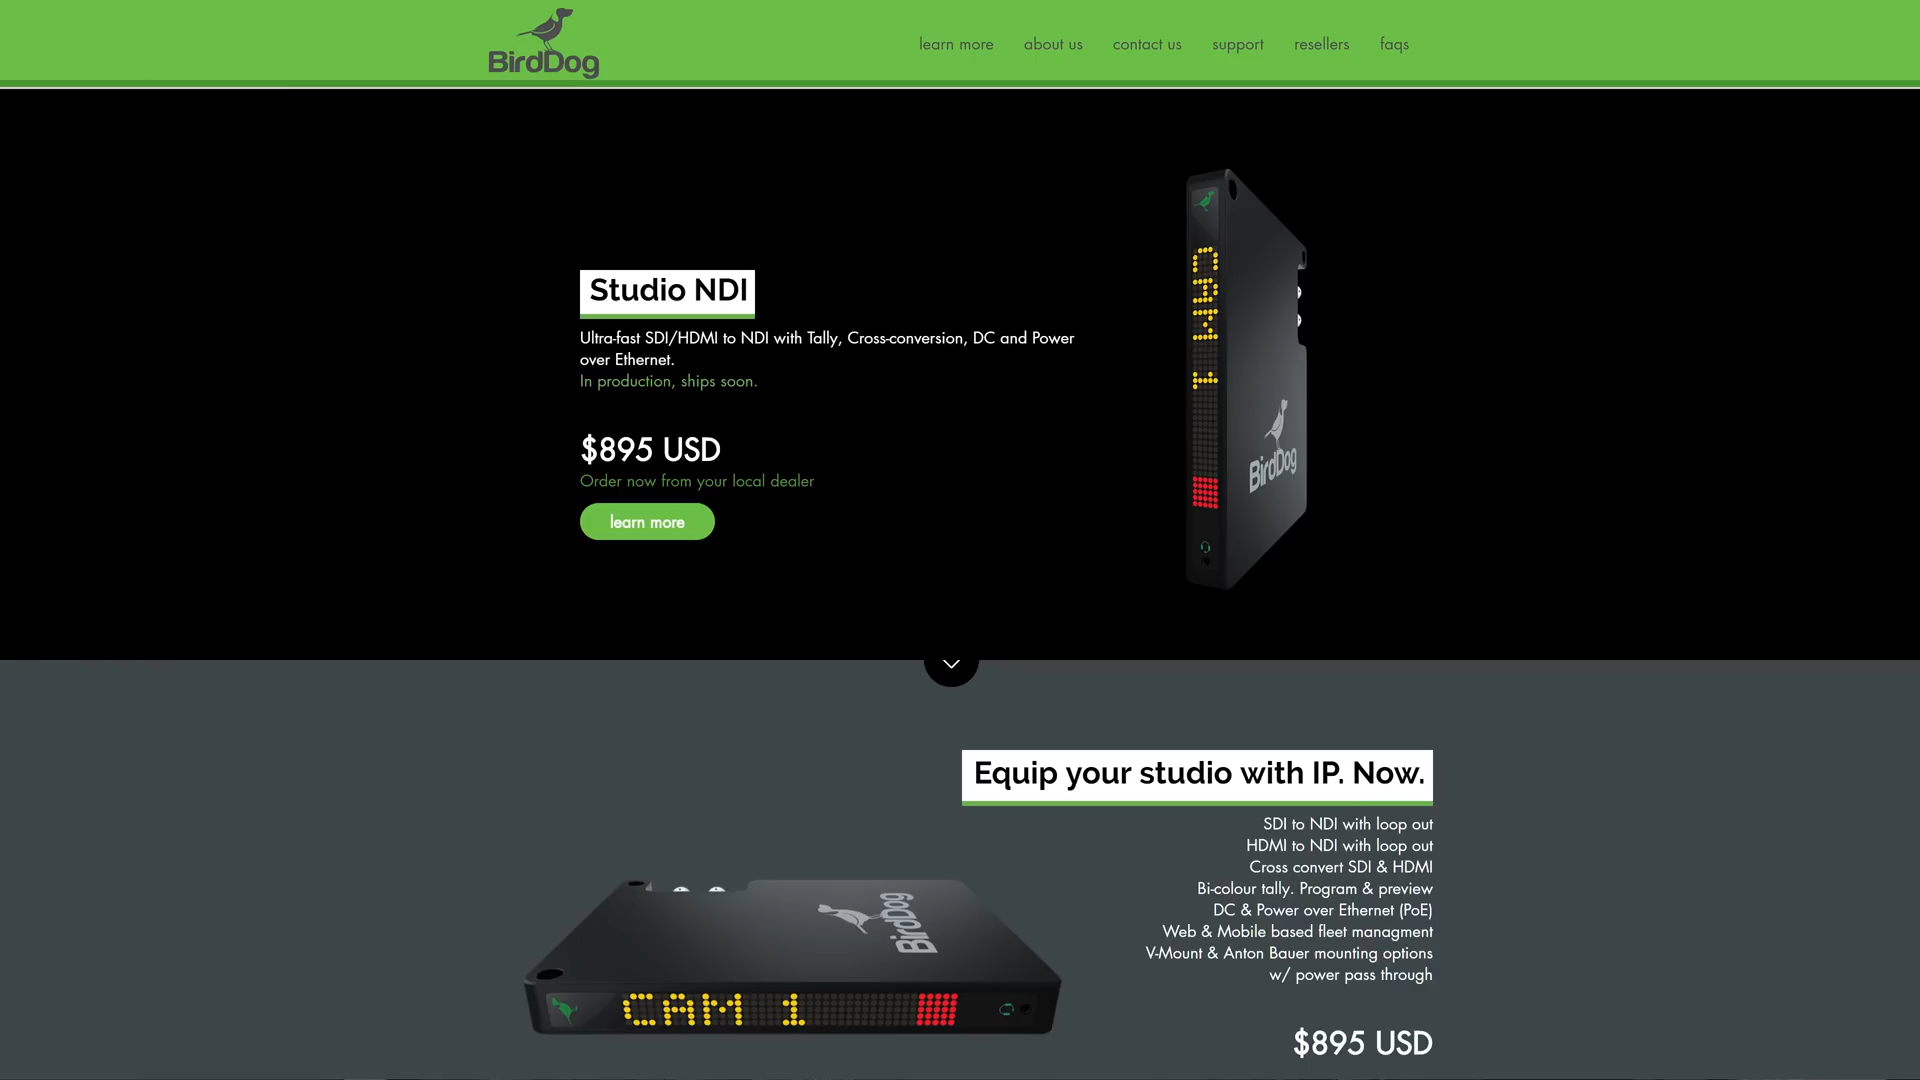 BirdDog
learn more
about us
contact us
support
resellers
faqs
Studio NDI
Ultra-fast SDI/HDMI to NDI with Tally, Cross-conversion, DC and Power
over Ethernet.
In production, ships soon.
$895 USD
Order now from your local dealer
learn more
CAM 1
BirdDog
Equip your studio with IP. Now.
SDI to NDI with loop out
HDMI to NDI with loop out
Cross convert SDI & HDMI
Bi-colour tally. Program & preview
DC & Power over Ethernet (PoE)
Web & Mobile based fleet managment
V-Mount & Anton Bauer mounting options
w/ power pass through
$895 USD
BirdDog
CAM 1